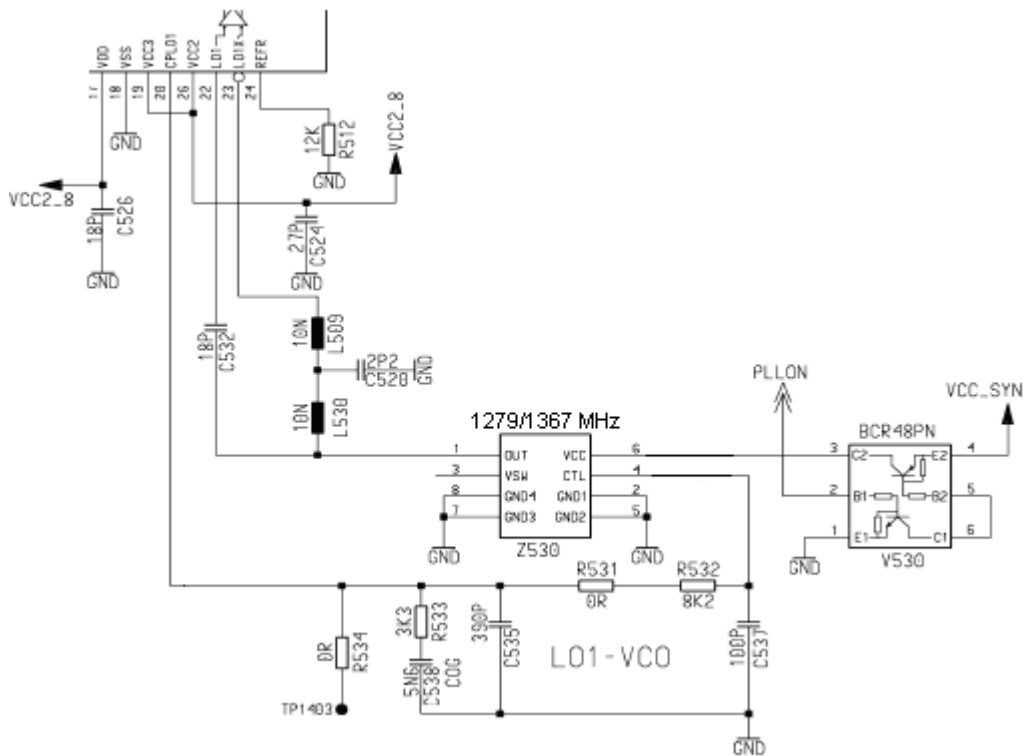 VDD
VSS
VCC3
CPLO1
VCC2
LO1
LO1X
REFR
17
18
19
20
26
22
23
24
GND
12K
R512
GND
VCC2_8
VCC2_8
18P
C526
GND
27P
C524
GND
18P
C532
10N
L509
2P2
C520
GND
10N
L530
1279/1367 MHz
1
3
8
7
OUT
VSW
GND4
GND3
VCC
CTL
GND1
GND2
6
4
2
5
Z530
GND
GND
PLLON
VCC_SYN
BCR48PN
3
2
1
C2
B1
E1
E2
B2
C1
4
5
6
V530
GND
R531
0R
R532
8K2
0R
R534
TP1403
3K3
R533
5N6
C538
COG
390P
C535
LO1-VCO
100P
C537
GND